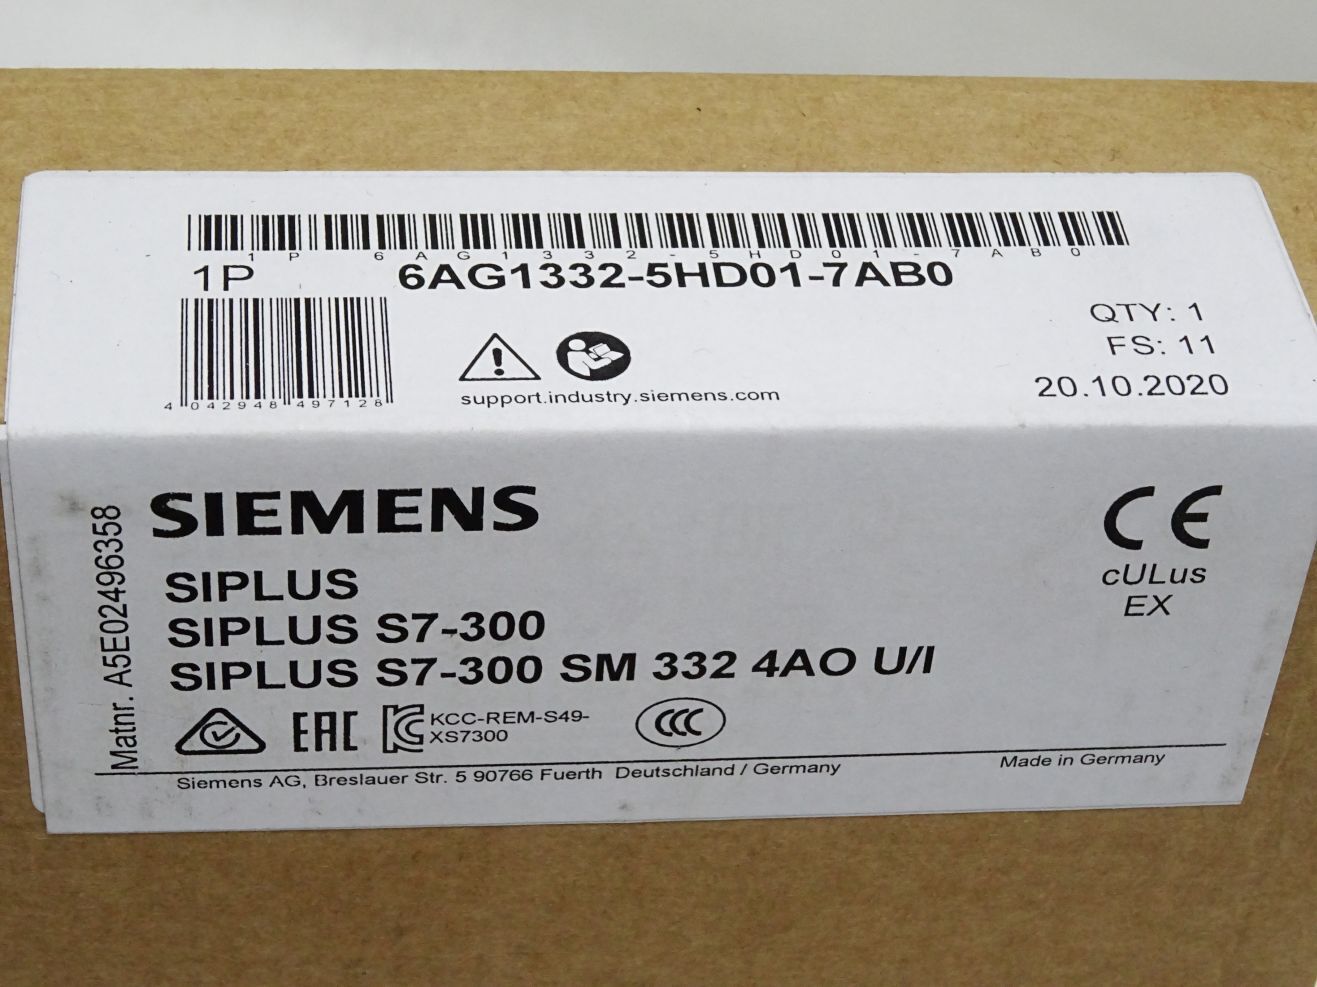 1P 6AG1332-5HD01-7AB0
1P 6AG1332-5HD01-7AB0
QTY: 1
FS: 11
20.10.2020
4 042948 497128
support.industry.siemens.com
Matnr. A5E02496358
SIEMENS
CE
cULus
EX
SIPLUS
SIPLUS S7-300
SIPLUS S7-300 SM 332 4AO U/I
EAC
KC
KCC-REM-S49-
XS7300
CCC
Siemens AG, Breslauer Str. 5 90766 Fuerth Deutschland / Germany
Made in Germany